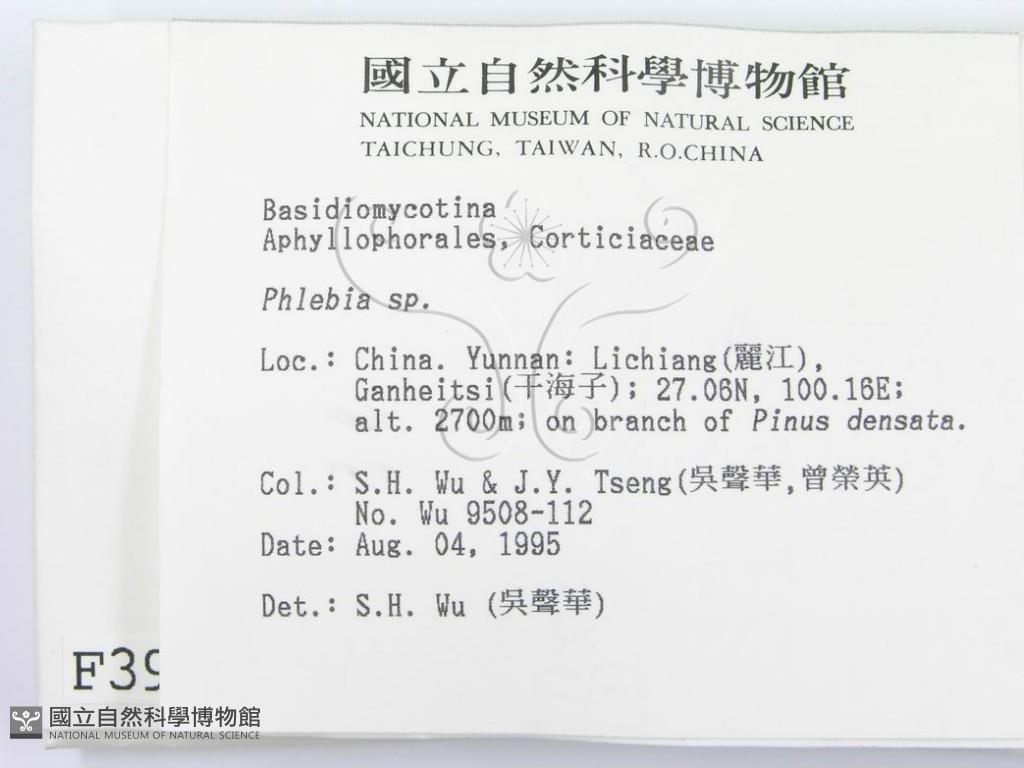 國立自然科學博物館
NATIONAL MUSEUM OF NATURAL SCIENCE
TAICHUNG, TAIWAN, R.O.CHINA
Basidiomycotina
Aphyllophorales, Corticiaceae
Phlebia sp.
Loc.: China. Yunnan: Lichiang(麗江),
Ganheitsi(干海子); 27.06N, 100.16E;
alt. 2700m; on branch of Pinus densata.
Col.: S.H. Wu & J.Y. Tseng(吳聲華,曾榮英)
No. Wu 9508-112
Date: Aug. 04, 1995
Det.: S.H. Wu (吳聲華)
F39
國立自然科學博物館
NATIONAL MUSEUM OF NATURAL SCIENCE